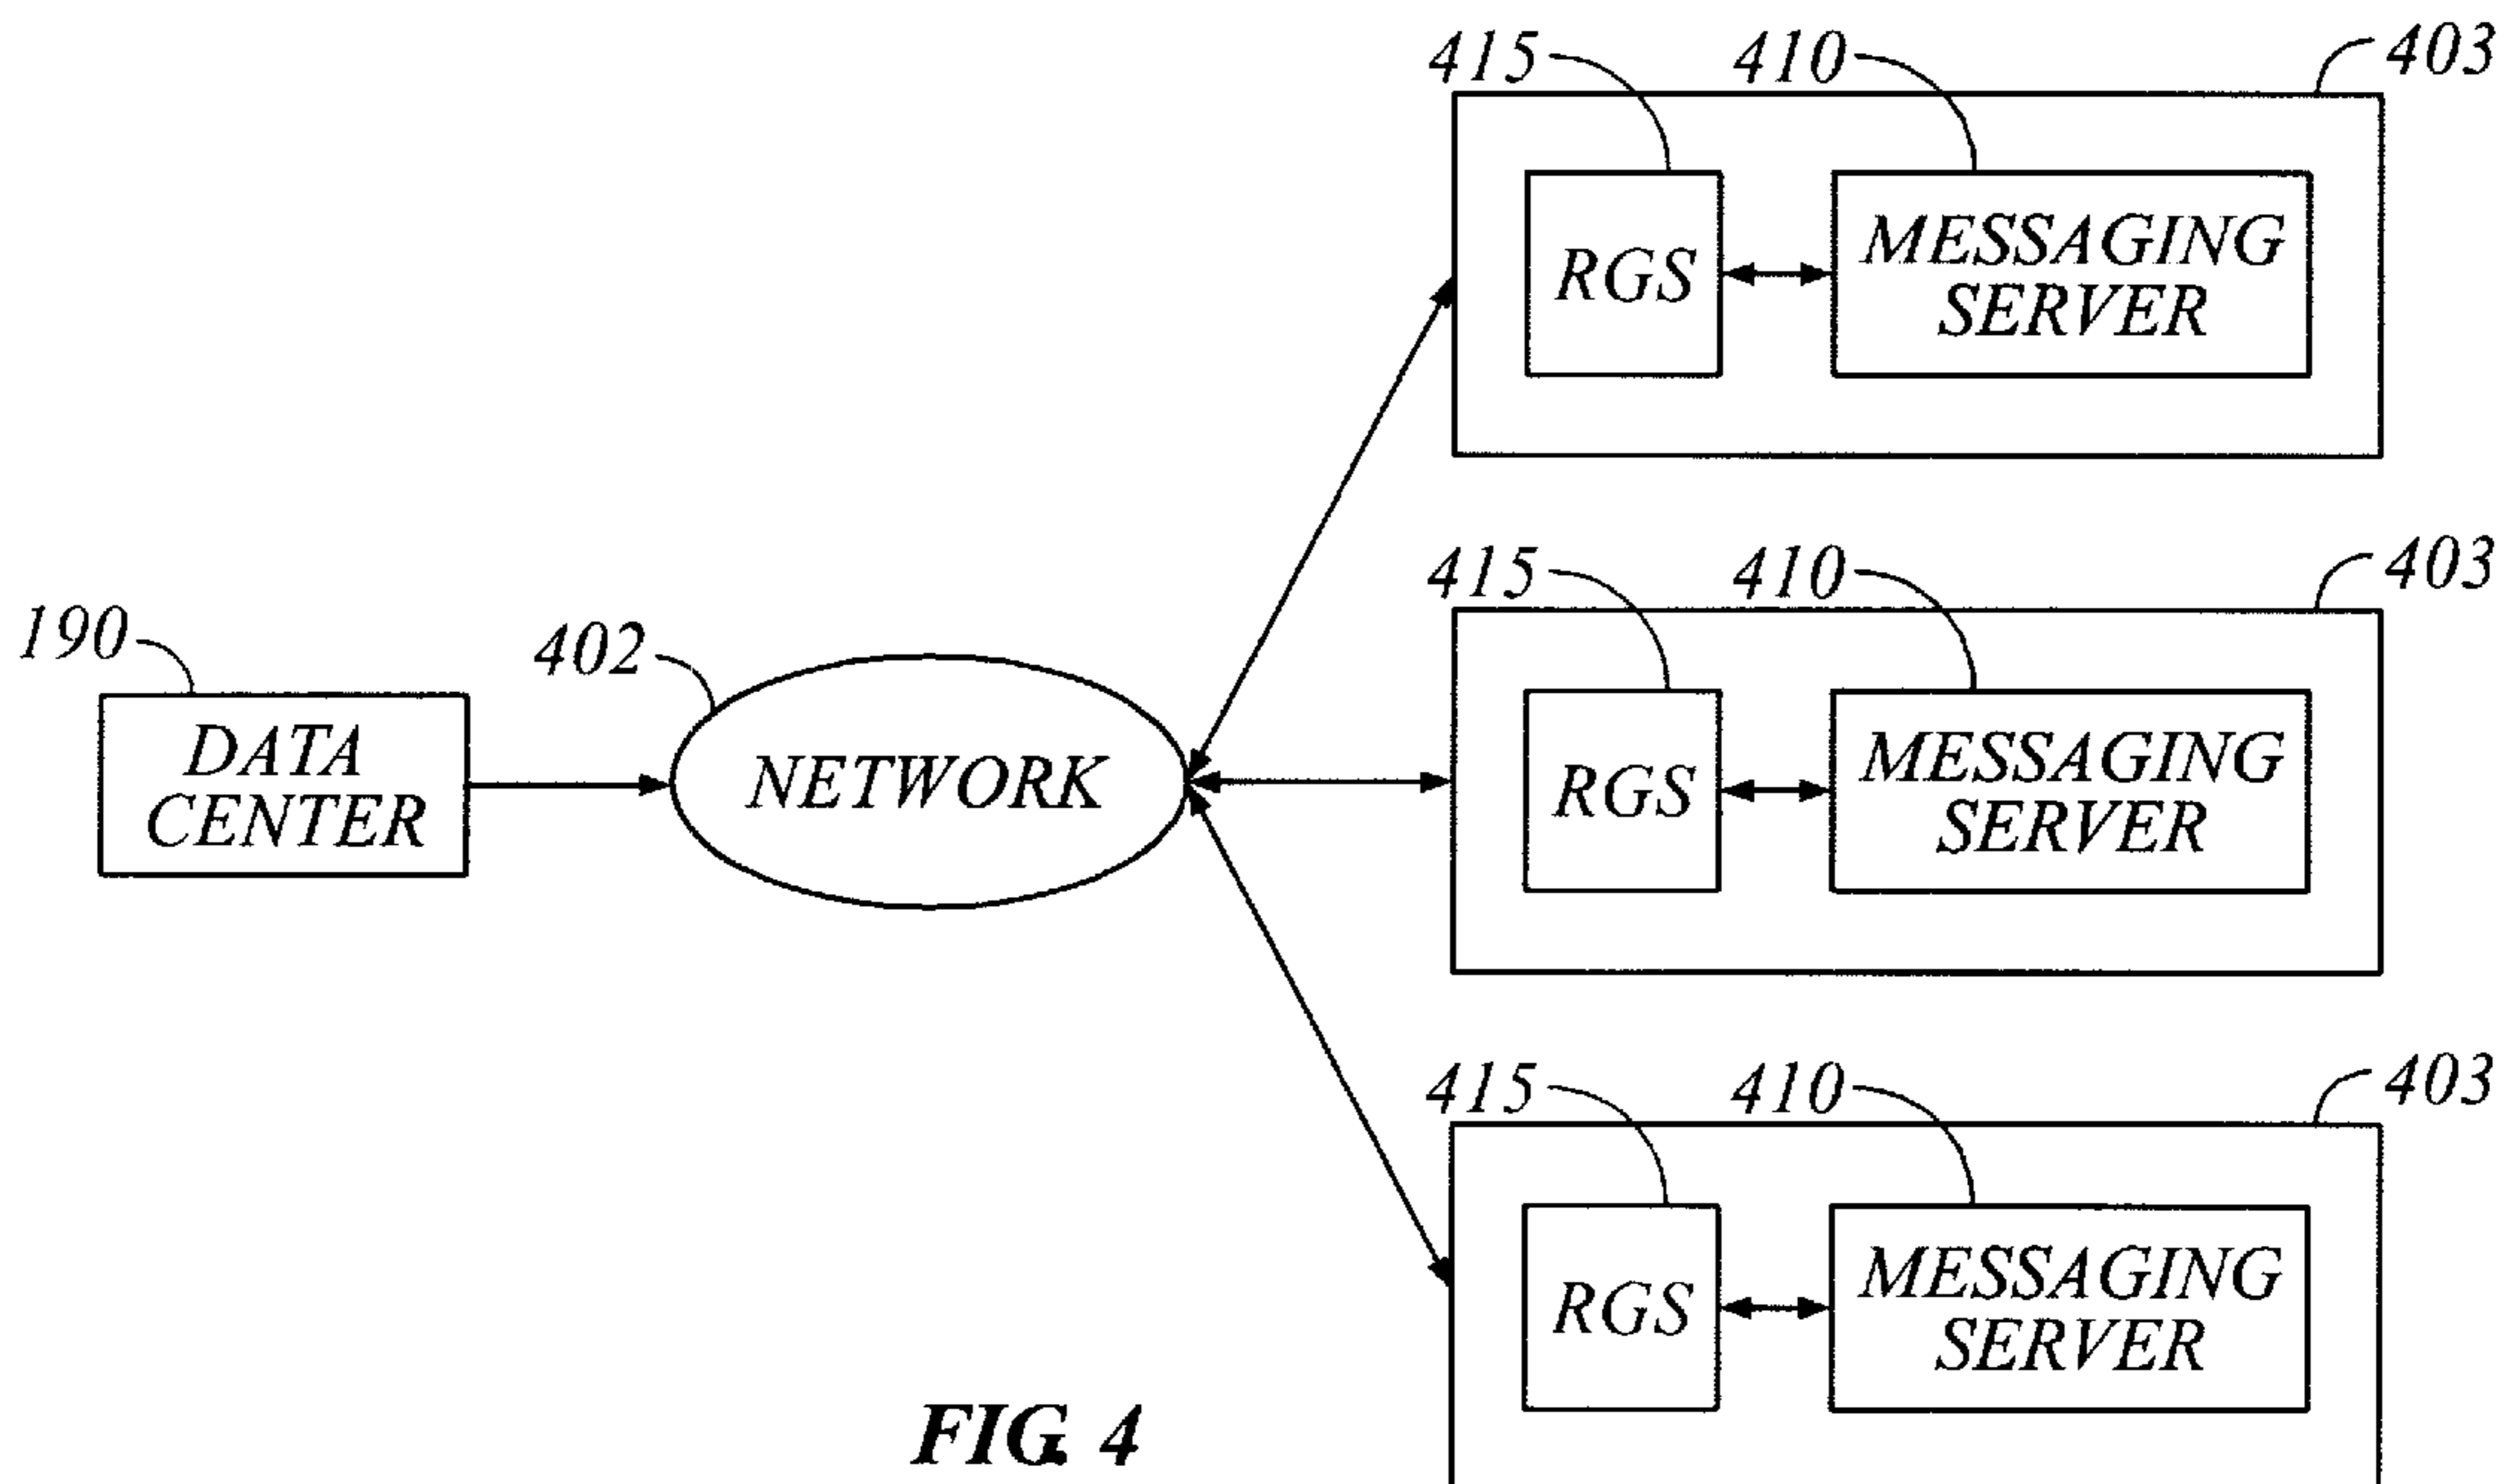 415 410 403
RGS
MESSAGING
SERVER
415 410 403
RGS
MESSAGING
SERVER
190
DATA
CENTER
402
NETWORK
415 410 403
RGS
MESSAGING
SERVER
FIG. 4